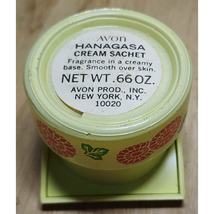 AVON
HANAGASA
CREAM SACHET
Fragrance in a creamy
base. Smooth over skin.
NET WT. .66 OZ.
AVON PROD., INC.
NEW YORK, N.Y.
10020